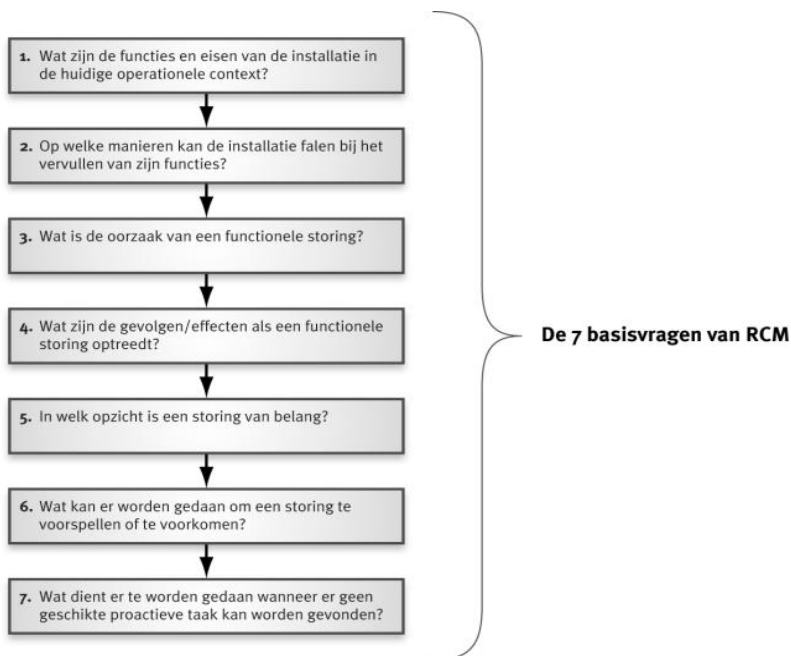 1. Wat zijn de functies en eisen van de installatie in
de huidige operationele context?
2. Op welke manieren kan de installatie falen bij het
vervullen van zijn functies?
3. Wat is de oorzaak van een functionele storing?
4. Wat zijn de gevolgen/effecten als een functionele
storing optreedt?
5. In welk opzicht is een storing van belang?
6. Wat kan er worden gedaan om een storing te
voorspellen of te voorkomen?
7. Wat dient er te worden gedaan wanneer er geen
geschikte proactieve taak kan worden gevonden?
De 7 basisvragen van RCM